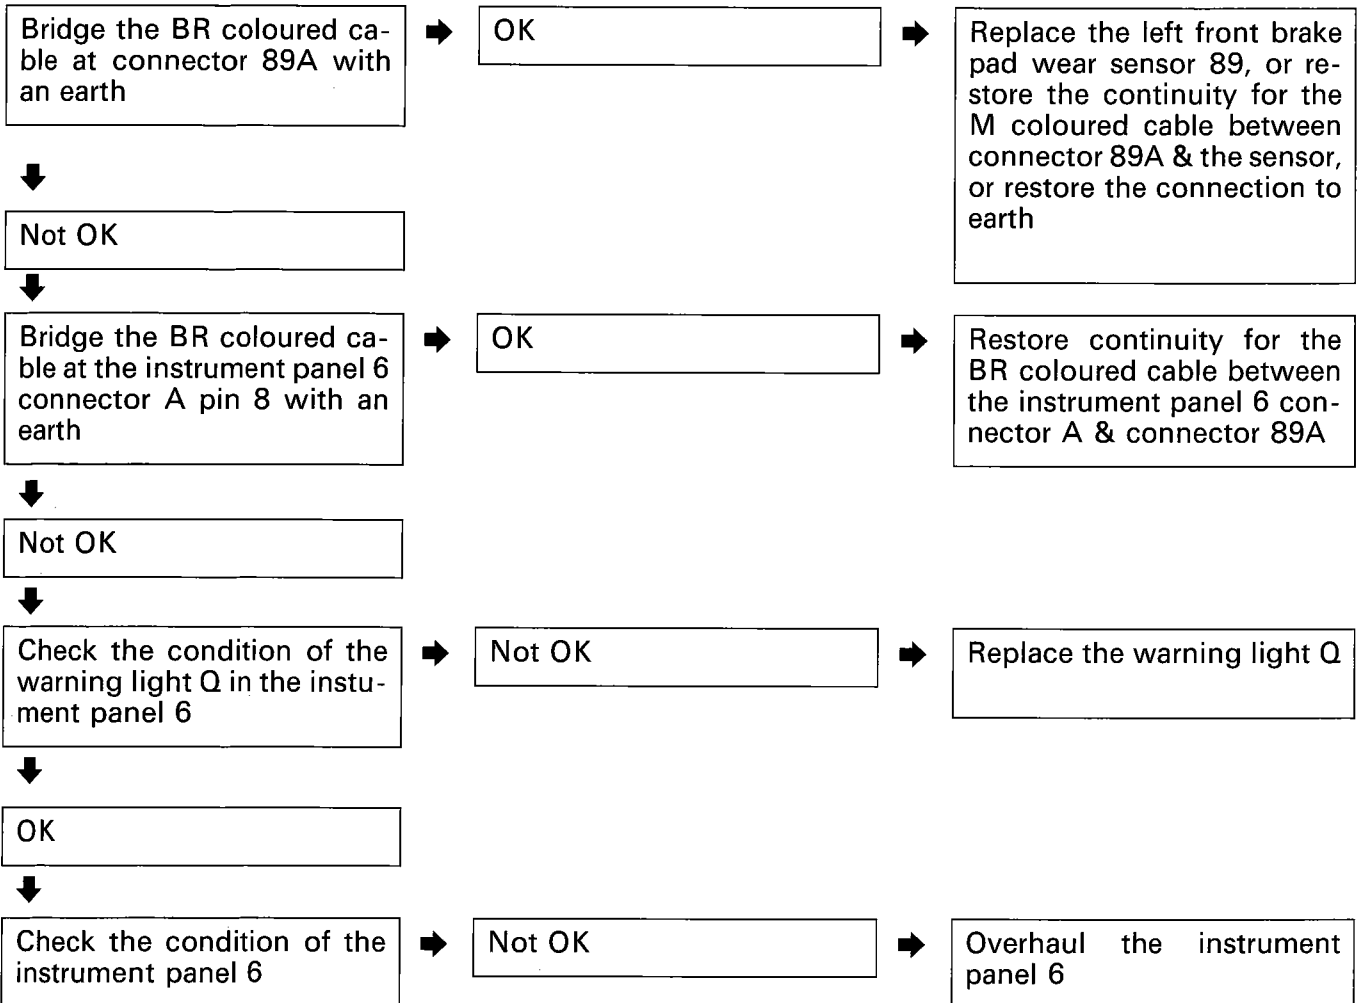 Bridge the BR coloured ca-
ble at connector 89A with
an earth
OK
Replace the left front brake
pad wear sensor 89, or re-
store the continuity for the
M coloured cable between
connector 89A & the sensor,
or restore the connection to
earth
Not OK
Bridge the BR coloured ca-
ble at the instrument panel 6
connector A pin 8 with an
earth
OK
Restore continuity for the
BR coloured cable between
the instrument panel 6 con-
nector A & connector 89A
Not OK
Check the condition of the
warning light Q in the instu-
ment panel 6
Not OK
Replace the warning light Q
OK
Check the condition of the
instrument panel 6
Not OK
Overhaul the instrument
panel 6